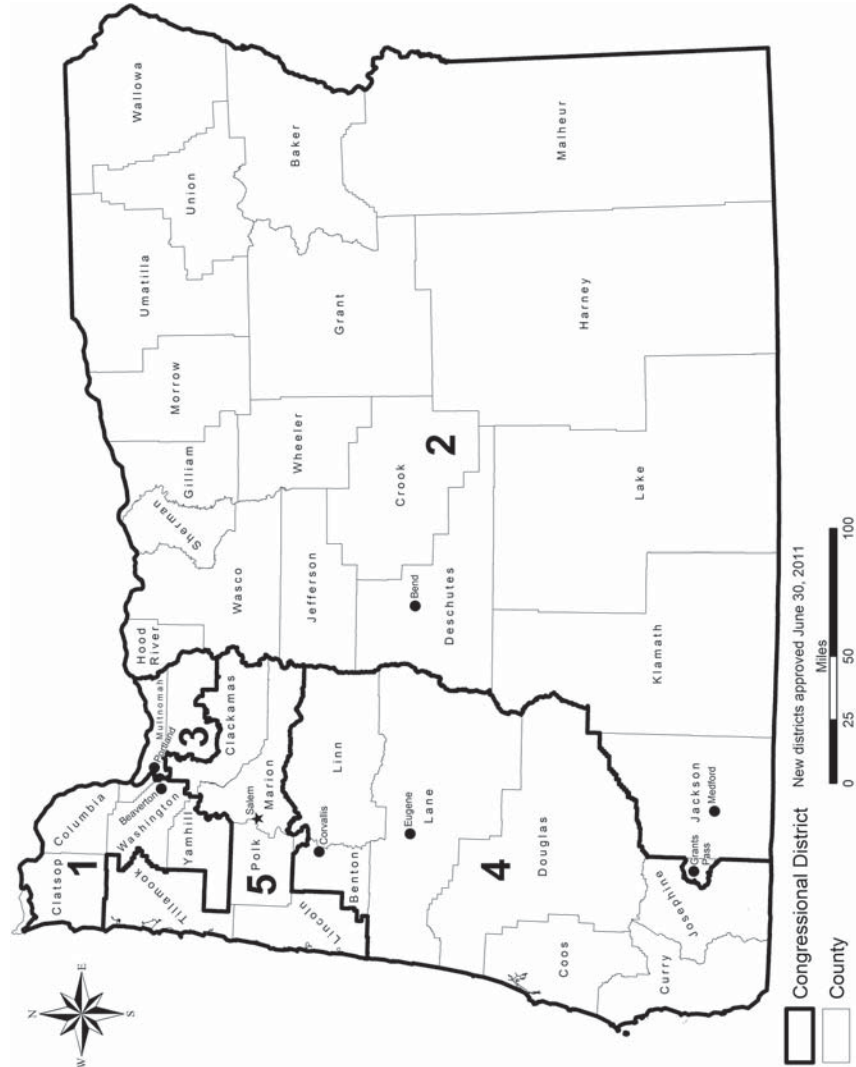 N
W
E
S
Clatsop
Columbia
1
Tillamook
Washington
Beaverton
Portland
Multnomah
Hood
River
3
Yamhill
Clackamas
Polk
Salem
Marion
5
Lincoln
Benton
Corvallis
Linn
Lane
Eugene
4
Douglas
Coos
Curry
Josephine
Grants
Pass
Jackson
Medford
Wasco
Sherman
Gilliam
Morrow
Umatilla
Union
Wallowa
Baker
Wheeler
Grant
Jefferson
Crook
2
Deschutes
Bend
Klamath
Lake
Harney
Malheur
Congressional District
County
New districts approved June 30, 2011
Miles
0 25 50 100